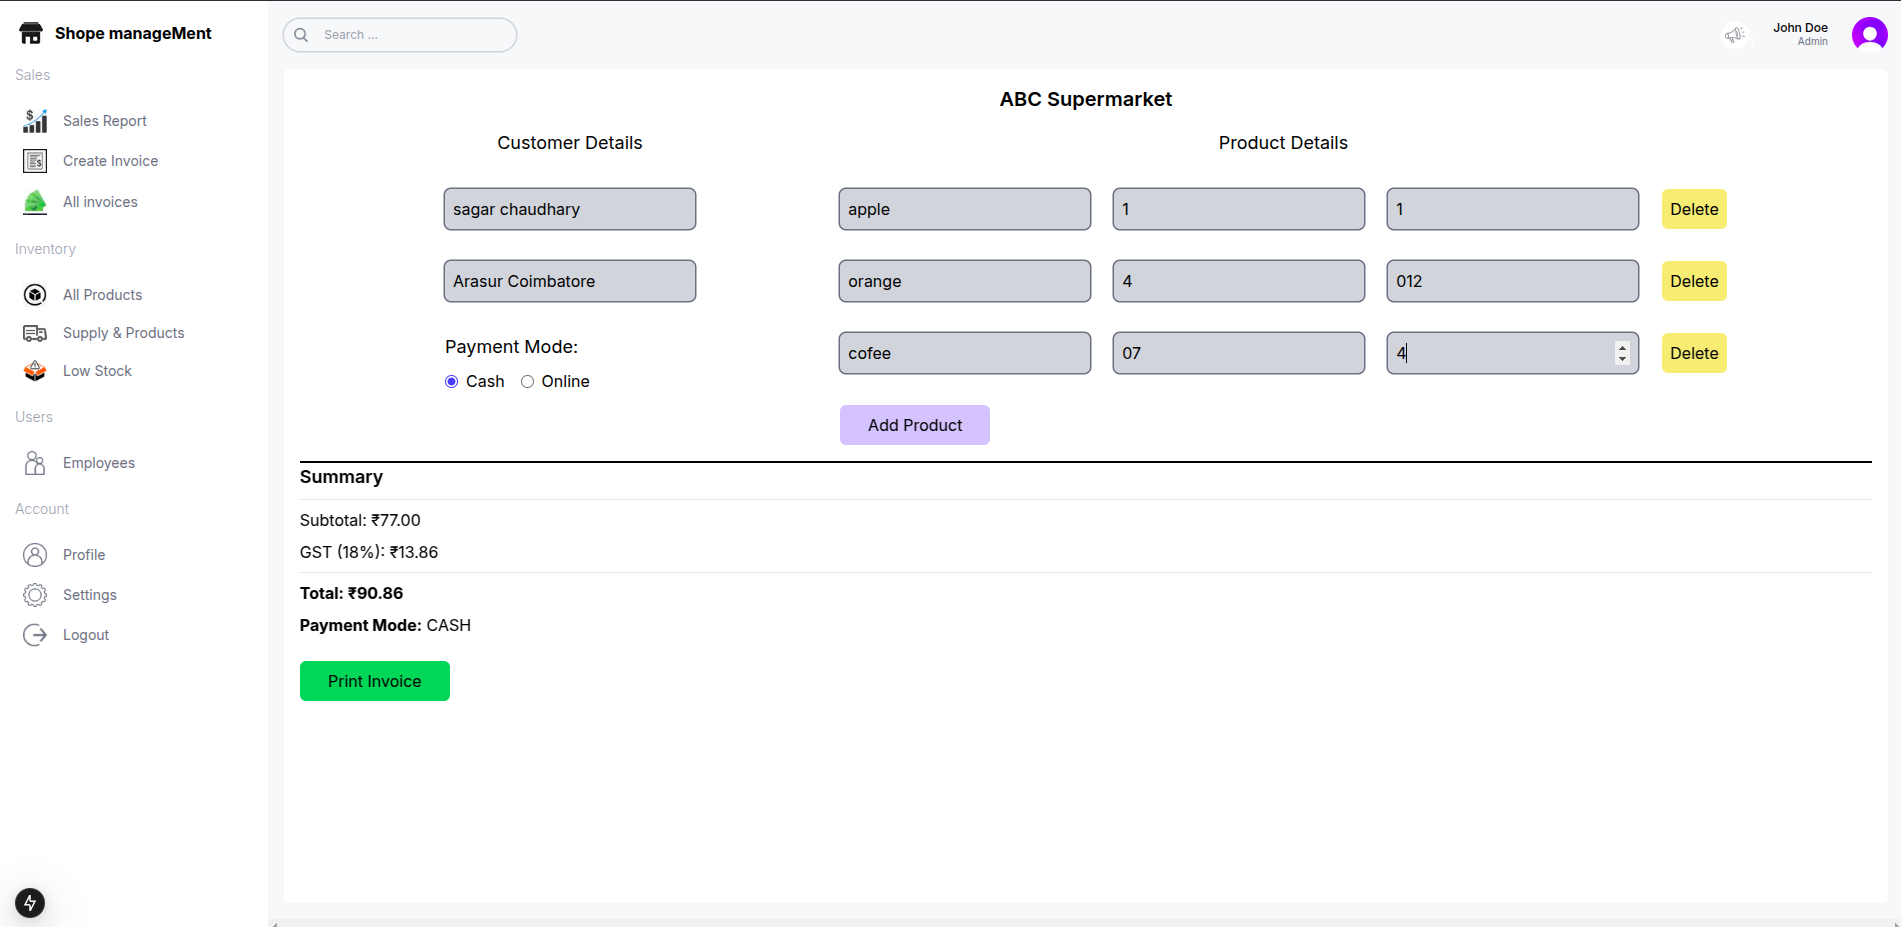 Shope manageMent
Sales
Sales Report
Create Invoice
All invoices
Inventory
All Products
Supply & Products
Low Stock
Users
Employees
Account
Profile
Settings
Logout
Search ...
John Doe
Admin
ABC Supermarket
Customer Details
sagar chaudhary
Arasur Coimbatore
Payment Mode:
Cash Online
Product Details
apple 1 1 Delete
orange 4 012 Delete
cofee 07 4 Delete
Add Product
Summary
Subtotal: ₹77.00
GST (18%): ₹13.86
Total: ₹90.86
Payment Mode: CASH
Print Invoice